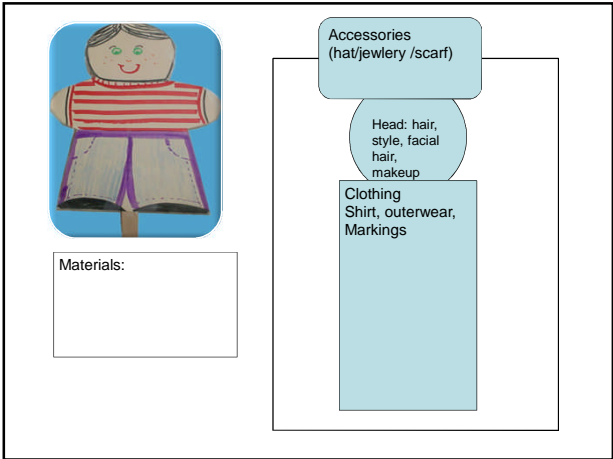 Accessories
(hat/jewlery /scarf)
Head: hair,
style, facial
hair,
makeup
Clothing
Shirt, outerwear,
Markings
Materials: